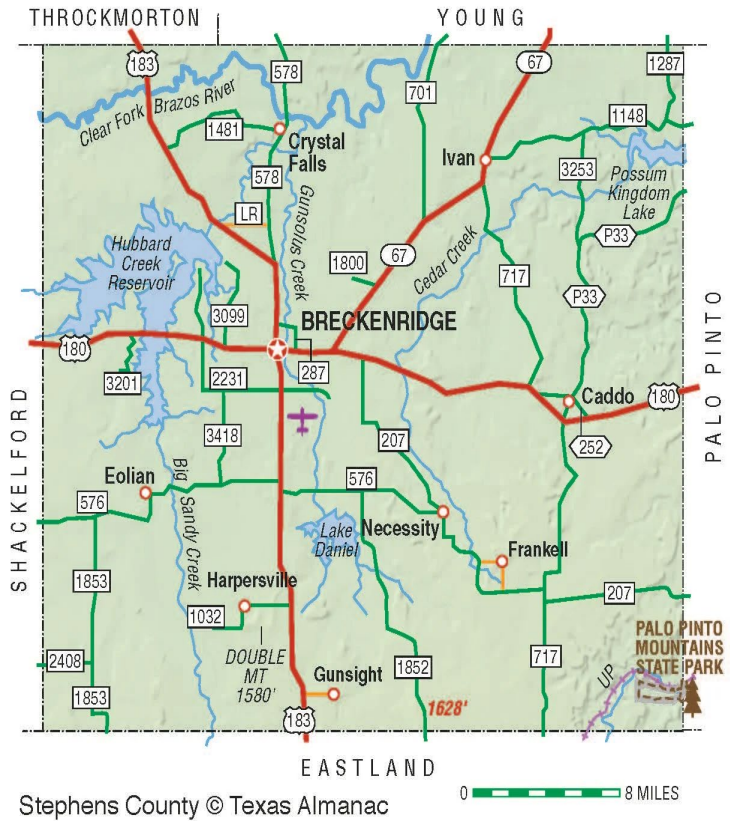 THROCKMORTON
YOUNG
183
578
67
1287
701
Clear Fork Brazos River
1481
Crystal
Falls
1148
Ivan
3253
578
Possum
Kingdom
Lake
Gunsolus Creek
LR
P33
Hubbard
Creek
Reservoir
1800
67
Cedar Creek
717
P33
3099
BRECKENRIDGE
PALO PINTO
180
287
3201
2231
Caddo
180
SHACKELFORD
3418
207
252
Eolian
Big Sandy Creek
576
576
Necessity
Lake
Daniel
Frankell
1853
Harpersville
207
1032
PALO PINTO
MOUNTAINS
STATE PARK
2408
DOUBLE
MT
1580'
1852
717
UP
Gunsight
1853
1628'
183
EASTLAND
0 8 MILES
Stephens County © Texas Almanac